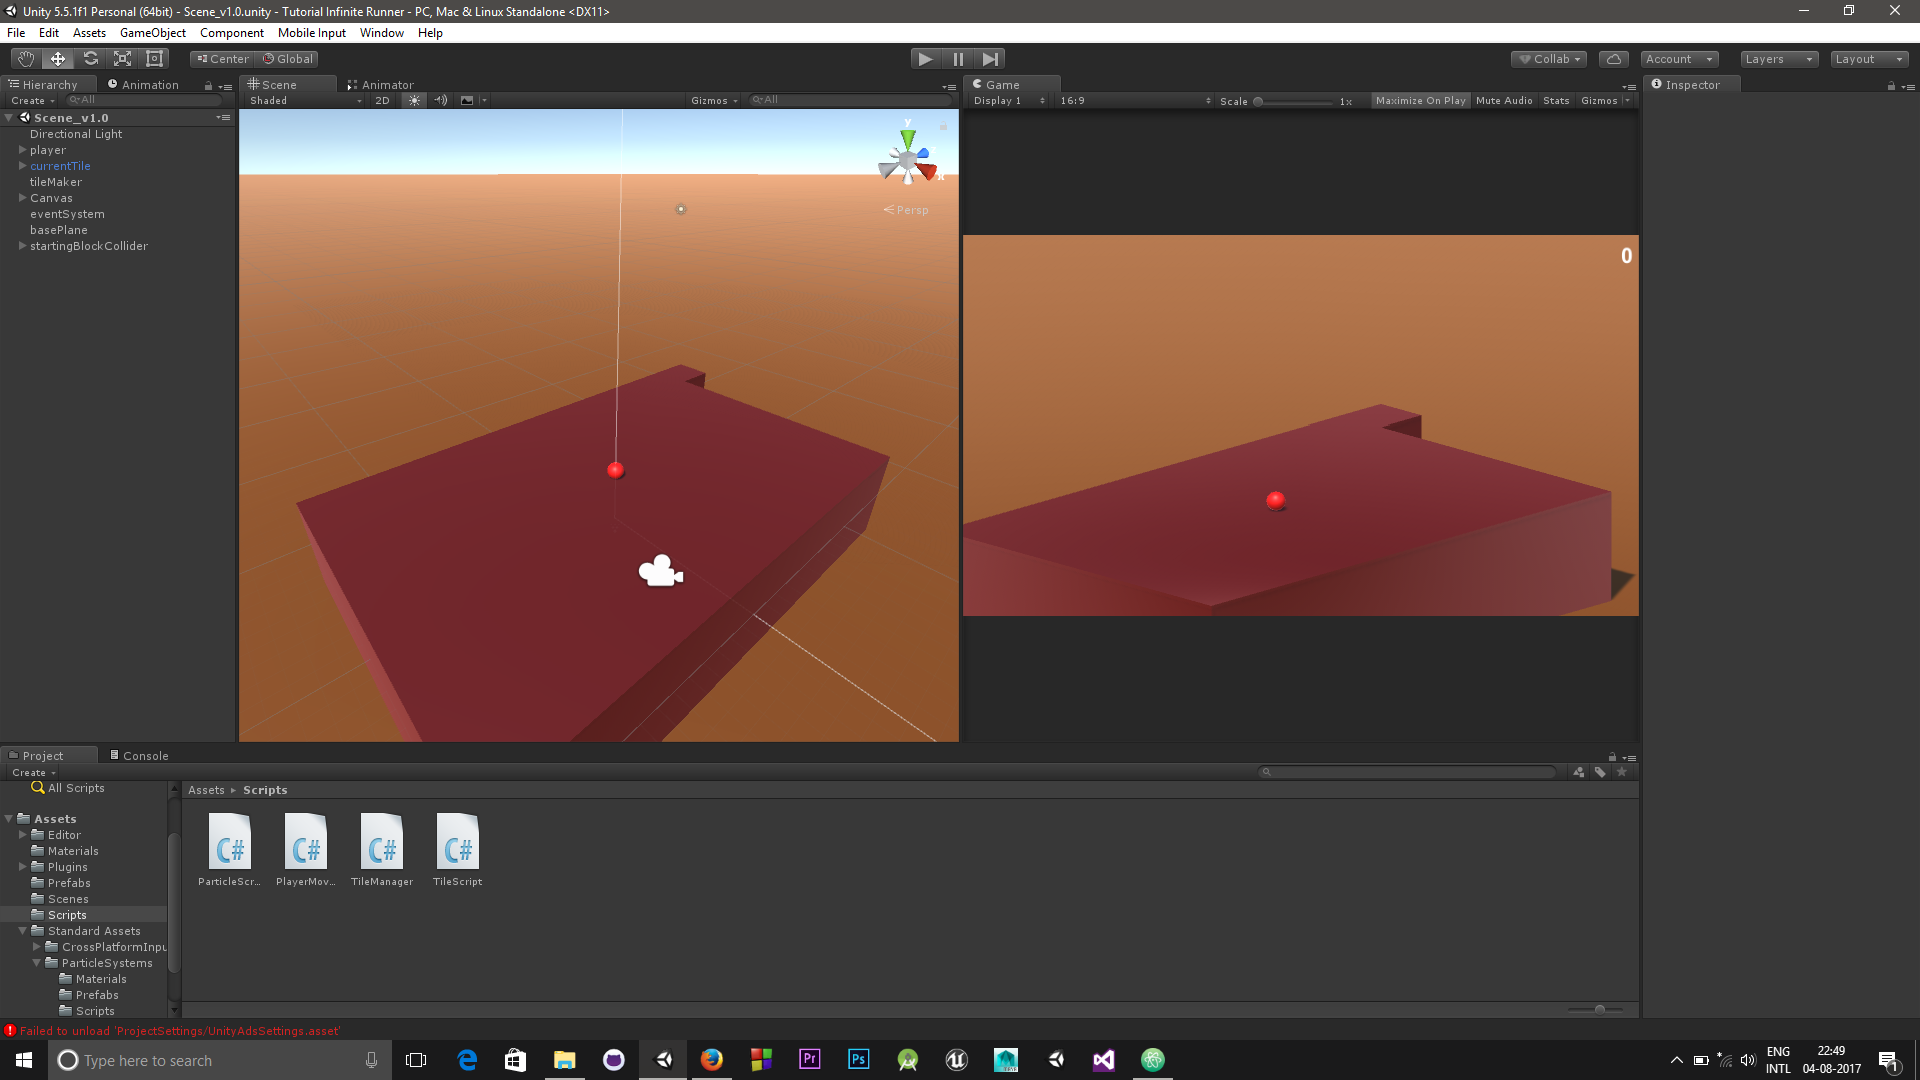 Unity 5.5.1f1 Personal (64bit) - Scene_v1.0.unity - Tutorial Infinite Runner - PC, Mac & Linux Standalone <DX11>
File Edit Assets GameObject Component Mobile Input Window Help
Center Global Collab Account Layers Layout
Hierarchy Animation Scene Animator Game Inspector
Create All Shaded 2D Gizmos All Display 1 16:9 Scale 1x Maximize On Play Mute Audio Stats Gizmos
Scene_v1.0
Directional Light
player
currentTile
tileMaker
Canvas
eventSystem
basePlane
startingBlockCollider
y
x
Persp
0
Project Console
Create
All Scripts
Assets
Editor
Materials
Plugins
Prefabs
Scenes
Scripts
Standard Assets
CrossPlatformInpu
ParticleSystems
Materials
Prefabs
Scripts
Assets Scripts
C# C# C# C#
ParticleScr... PlayerMov... TileManager TileScript
Failed to unload 'ProjectSettings/UnityAdsSettings.asset'
Type here to search
Pr Ps
ENG
INTL
22:49
04-08-2017
1